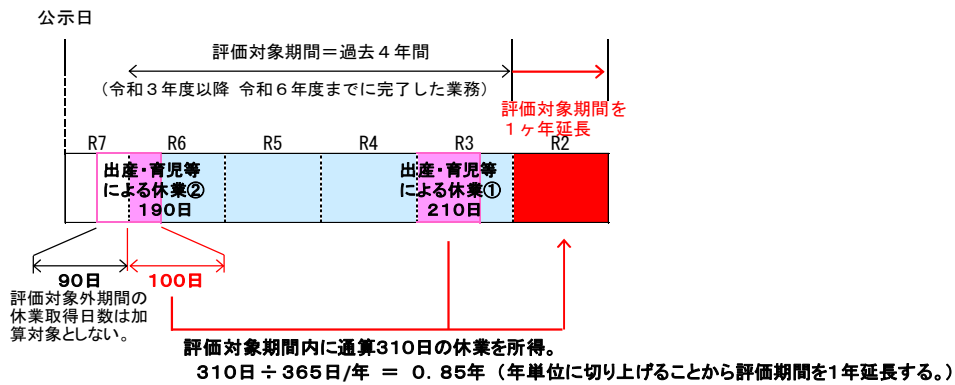 公示日
評価対象期間＝過去４年間
（令和３年度以降 令和６年度までに完了した業務）
評価対象期間を
１ヶ年延長
R7 R6 R5 R4 R3 R2
出産・育児等
による休業②
190日
出産・育児等
による休業①
210日
90日
100日
評価対象外期間の
休業取得日数は加
算対象としない。
評価対象期間内に通算310日の休業を所得。
310日÷365日/年 ＝ 0．85年（年単位に切り上げることから評価期間を1年延長する。）